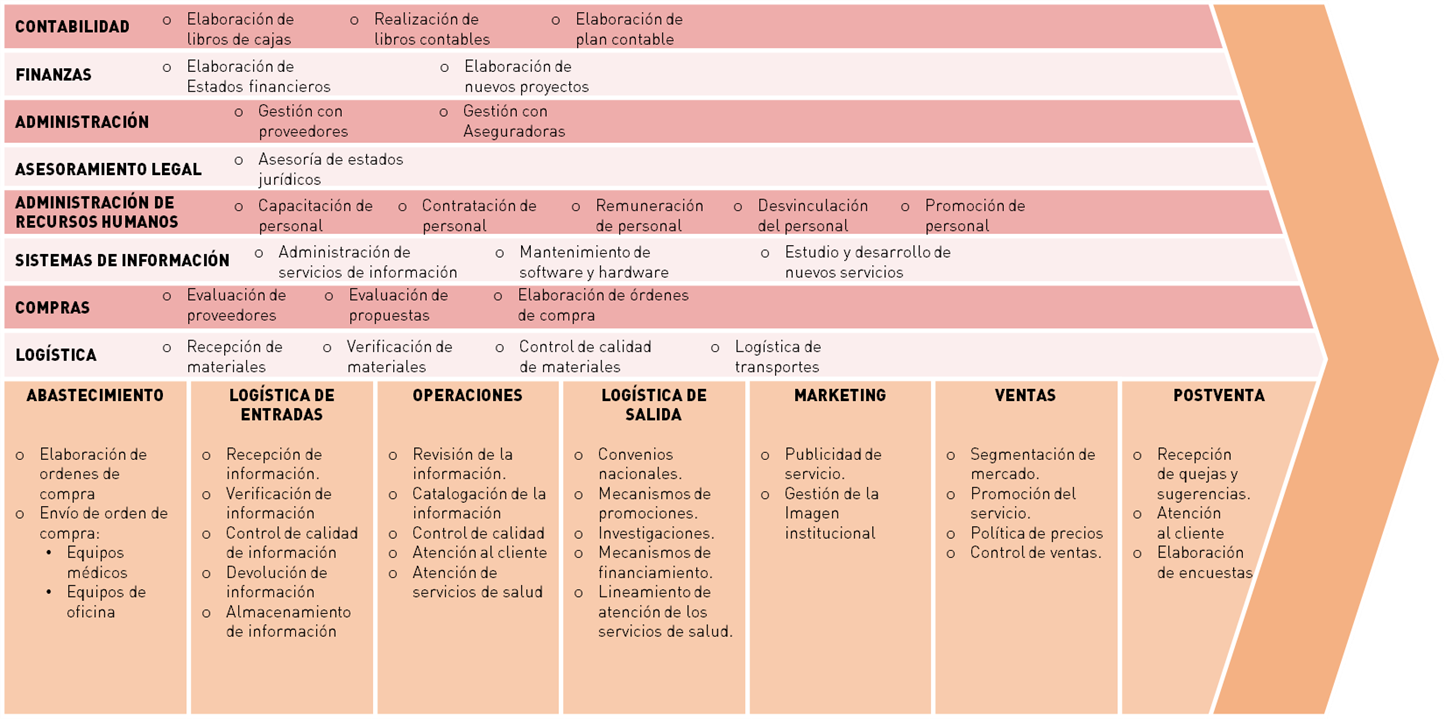 CONTABILIDAD
o Elaboración de
libros de cajas
o Realización de
libros contables
o Elaboración de
plan contable
FINANZAS
o Elaboración de
Estados financieros
o Elaboración de
nuevos proyectos
ADMINISTRACIÓN
o Gestión con
proveedores
o Gestión con
Aseguradoras
ASESORAMIENTO LEGAL
o Asesoría de estados
jurídicos
ADMINISTRACIÓN DE
RECURSOS HUMANOS
o Capacitación de
personal
o Contratación de
personal
o Remuneración
de personal
o Desvinculación
del personal
o Promoción de
personal
SISTEMAS DE INFORMACIÓN
o Administración de
servicios de información
o Mantenimiento de
software y hardware
o Estudio y desarrollo de
nuevos servicios
COMPRAS
o Evaluación de
proveedores
o Evaluación de
propuestas
o Elaboración de órdenes
de compra
LOGÍSTICA
o Recepción de
materiales
o Verificación de
materiales
o Control de calidad
de materiales
o Logística de
transportes
ABASTECIMIENTO
o Elaboración de
ordenes de
compra
o Envío de orden de
compra:
• Equipos
médicos
• Equipos de
oficina
LOGÍSTICA DE
ENTRADAS
o Recepción de
información.
o Verificación de
información
o Control de calidad
de información
o Devolución de
información
o Almacenamiento
de información
OPERACIONES
o Revisión de la
información.
o Catalogación de la
información
o Control de calidad
o Atención al cliente
o Atención de
servicios de salud
LOGÍSTICA DE
SALIDA
o Convenios
nacionales.
o Mecanismos de
promociones.
o Investigaciones.
o Mecanismos de
financiamiento.
o Lineamiento de
atención de los
servicios de salud.
MARKETING
o Publicidad de
servicio.
o Gestión de la
Imagen
institucional
VENTAS
o Segmentación de
mercado.
o Promoción del
servicio.
o Política de precios
o Control de ventas.
POSTVENTA
o Recepción
de quejas y
sugerencias.
o Atención
al cliente
o Elaboración
de encuestas